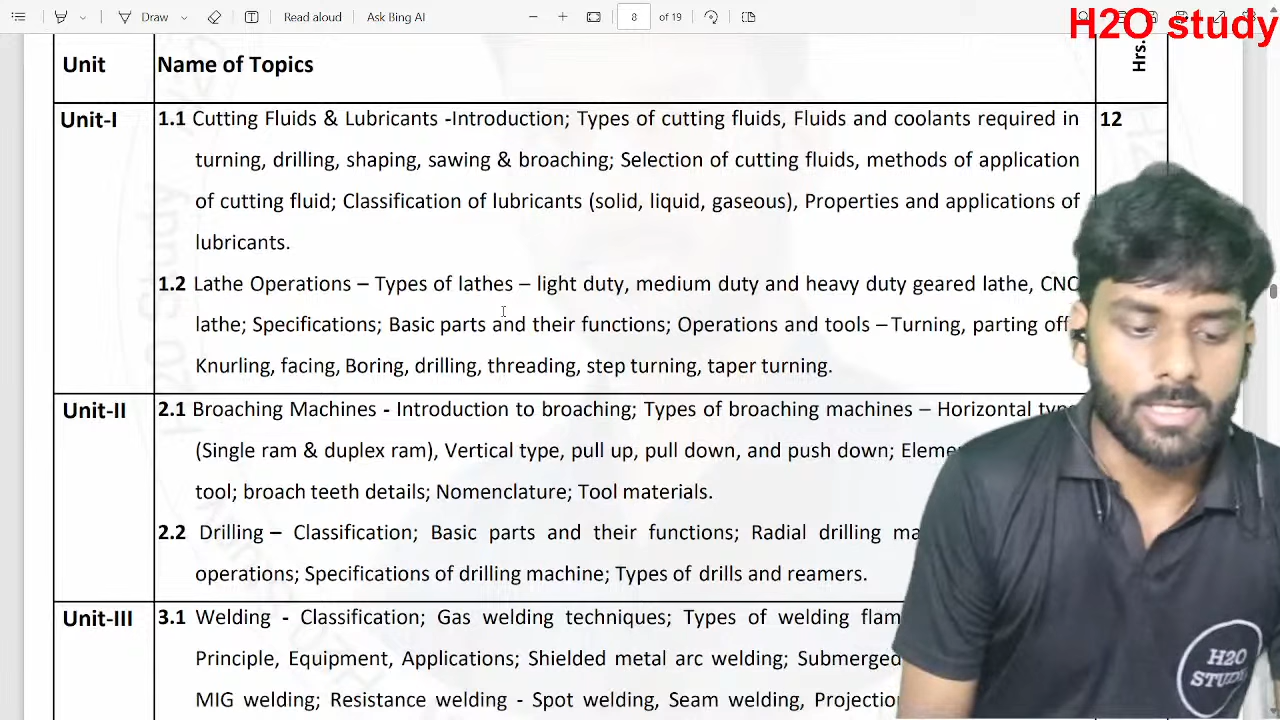 Draw
Read aloud
Ask Bing AI
8 of 19
H2O study
Unit Name of Topics Hrs.
Unit-I 1.1 Cutting Fluids & Lubricants -Introduction; Types of cutting fluids, Fluids and coolants required in 12
turning, drilling, shaping, sawing & broaching; Selection of cutting fluids, methods of application
of cutting fluid; Classification of lubricants (solid, liquid, gaseous), Properties and applications of
lubricants.
1.2 Lathe Operations – Types of lathes – light duty, medium duty and heavy duty geared lathe, CNC
lathe; Specifications; Basic parts and their functions; Operations and tools – Turning, parting off
Knurling, facing, Boring, drilling, threading, step turning, taper turning.
Unit-II 2.1 Broaching Machines - Introduction to broaching; Types of broaching machines – Horizontal type
(Single ram & duplex ram), Vertical type, pull up, pull down, and push down;
tool; broach teeth details; Nomenclature; Tool materials.
2.2 Drilling – Classification; Basic parts and their functions; Radial drilling
operations; Specifications of drilling machine; Types of drills and reamers.
Unit-III 3.1 Welding - Classification; Gas welding techniques; Types of welding
Principle, Equipment, Applications; Shielded metal arc welding; Submerged
MIG welding; Resistance welding - Spot welding, Seam welding,
H2O
STUDY